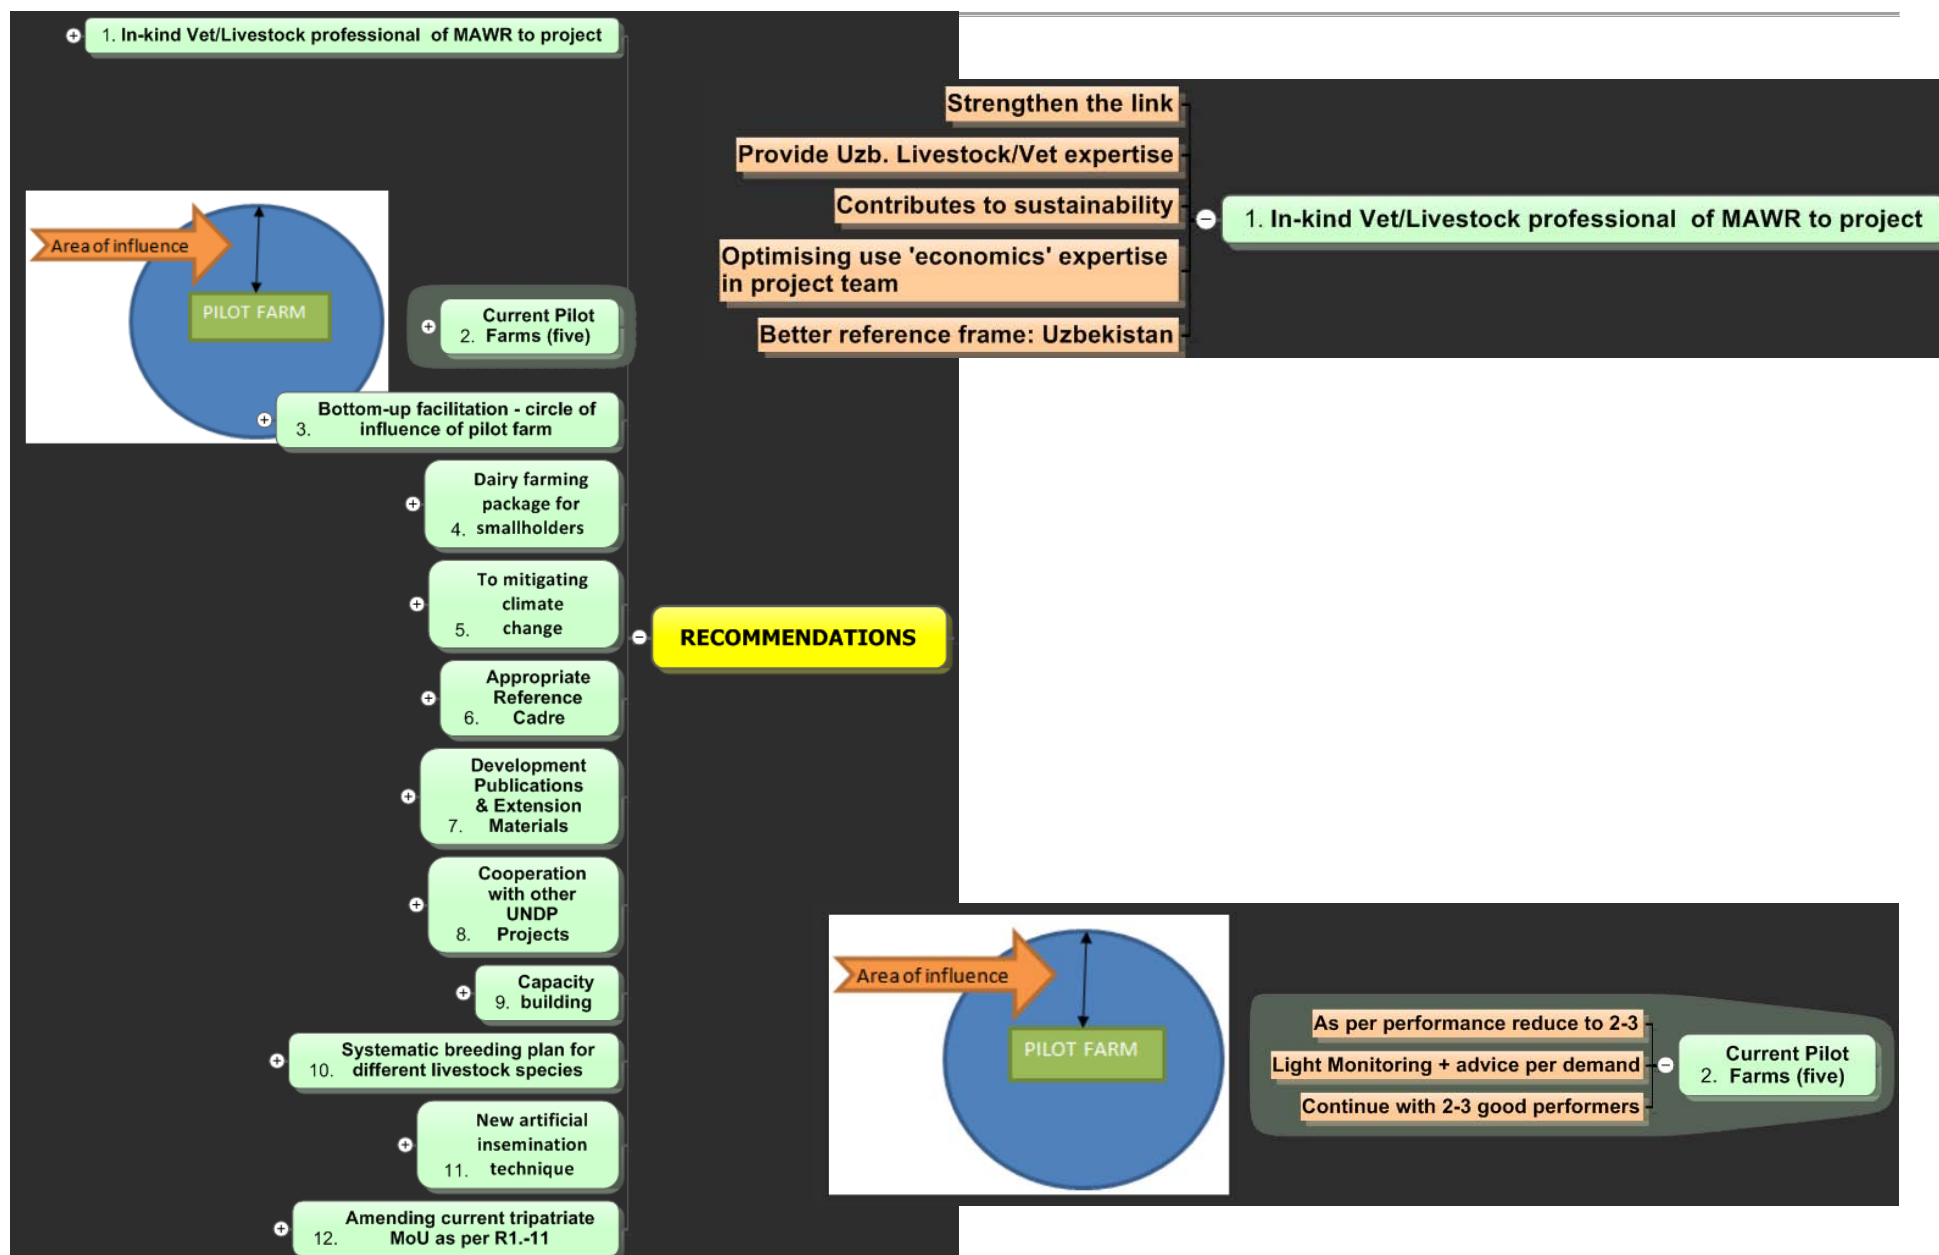 1. In-kind Vet/Livestock professional of MAWR to project
Area of influence
PILOT FARM
Current Pilot
2. Farms (five)
Bottom-up facilitation - circle of
3. influence of pilot farm
Dairy farming
package for
4. smallholders
To mitigating
climate
5. change
Appropriate
Reference
6. Cadre
Development
Publications
& Extension
7. Materials
Cooperation
with other
UNDP
8. Projects
Capacity
9. building
Systematic breeding plan for
10. different livestock species
New artificial
insemination
11. technique
Amending current tripatriate
12. MoU as per R1.-11
RECOMMENDATIONS
Strengthen the link
Provide Uzb. Livestock/Vet expertise
Contributes to sustainability
Optimising use 'economics' expertise
in project team
Better reference frame: Uzbekistan
1. In-kind Vet/Livestock professional of MAWR to project
Area of influence
PILOT FARM
As per performance reduce to 2-3
Light Monitoring + advice per demand
Continue with 2-3 good performers
Current Pilot
2. Farms (five)